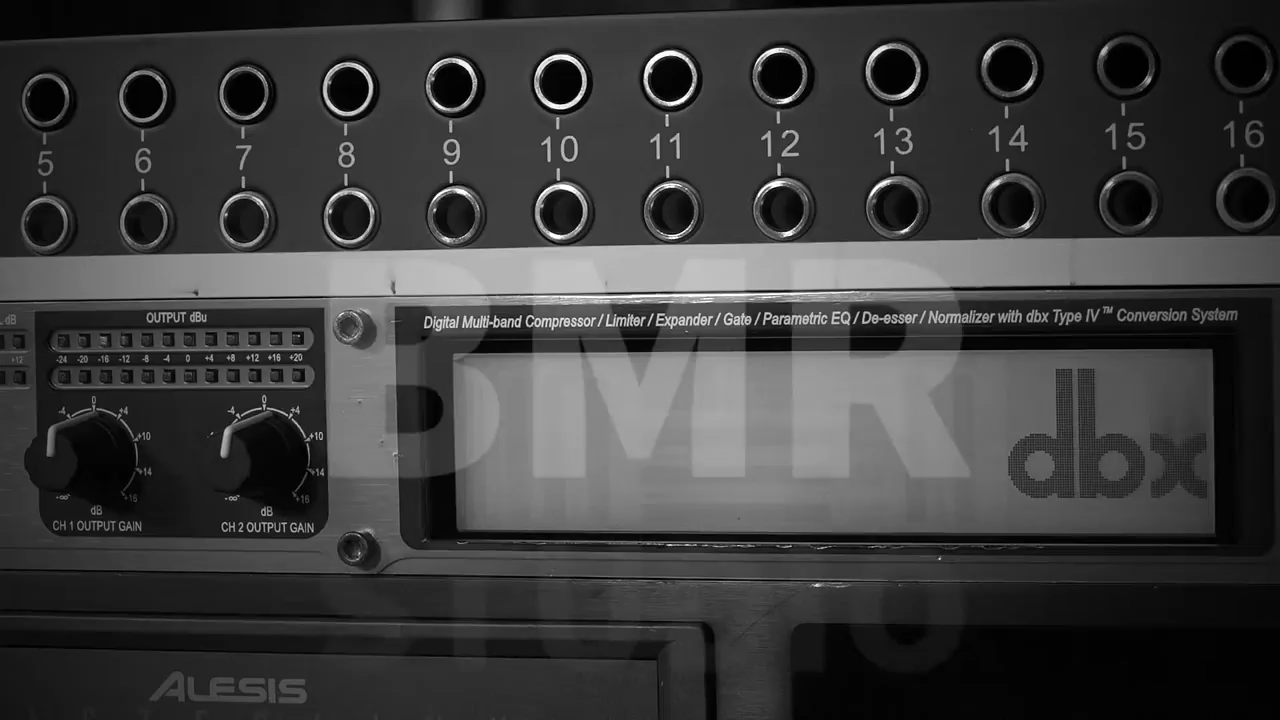 5 6 7 8 9 10 11 12 13 14 15 16
BMR
STUDIO
OUTPUT dBu
-24 -20 -16 -12 -8 -4 0 +4 +8 +12 +16 +20
+12
Digital Multi-band Compressor / Limiter / Expander / Gate / Parametric EQ / De-esser / Normalizer with dbx Type IV™ Conversion System
dbx
-4 0 +4 +10 +14 +16 -∞
dB
CH 1 OUTPUT GAIN
-4 0 +4 +10 +14 +16 -∞
dB
CH 2 OUTPUT GAIN
ALESIS